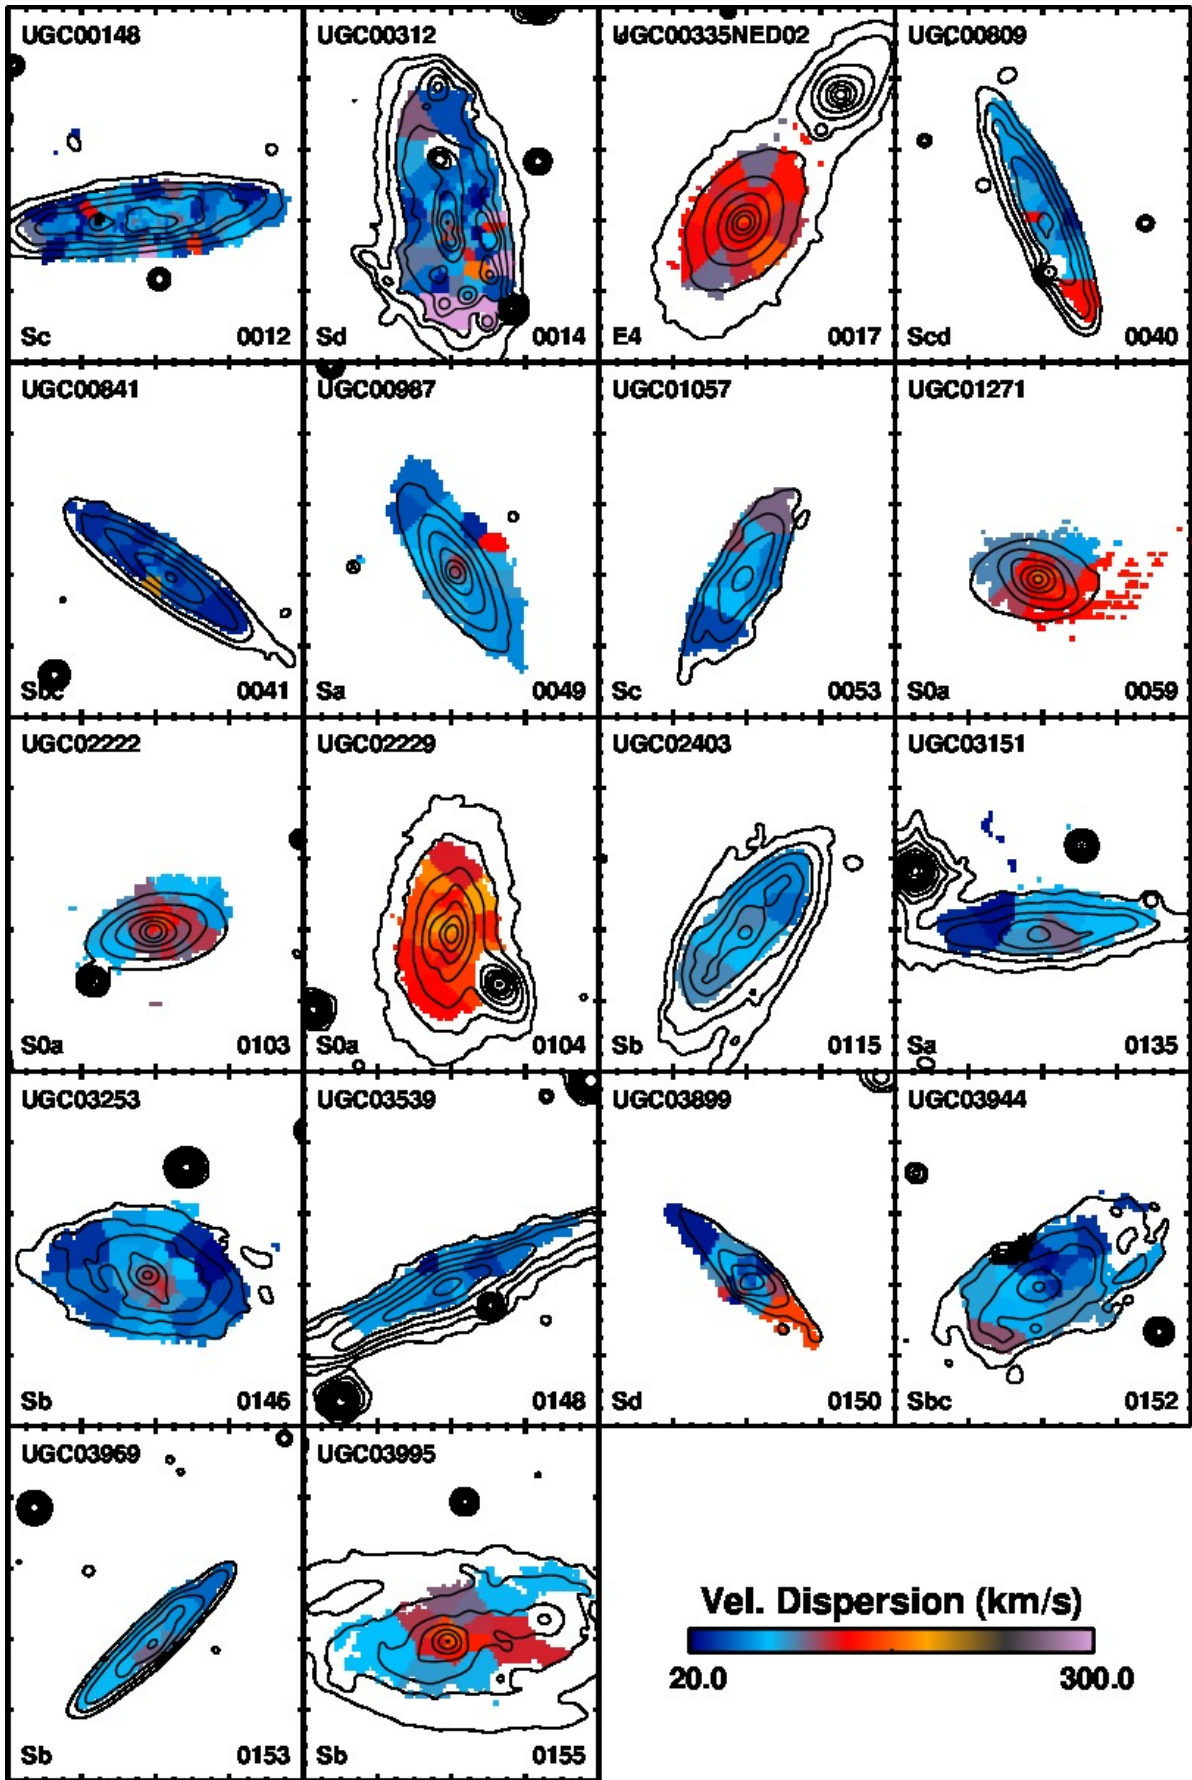 UGC00148 UGC00312 UGC00335NED02 UGC00809
Sc 0012 Sd 0014 E4 0017 Scd 0040
UGC00841 UGC00987 UGC01057 UGC01271
Sbc 0041 Sa 0049 Sc 0053 S0a 0059
UGC02222 UGC02229 UGC02403 UGC03151
S0a 0103 S0a 0104 Sb 0115 Sa 0135
UGC03253 UGC03539 UGC03899 UGC03944
Sb 0146 0148 Sd 0150 Sbc 0152
UGC03969 UGC03995
Vel. Dispersion (km/s)
20.0 300.0
Sb 0153 Sb 0155